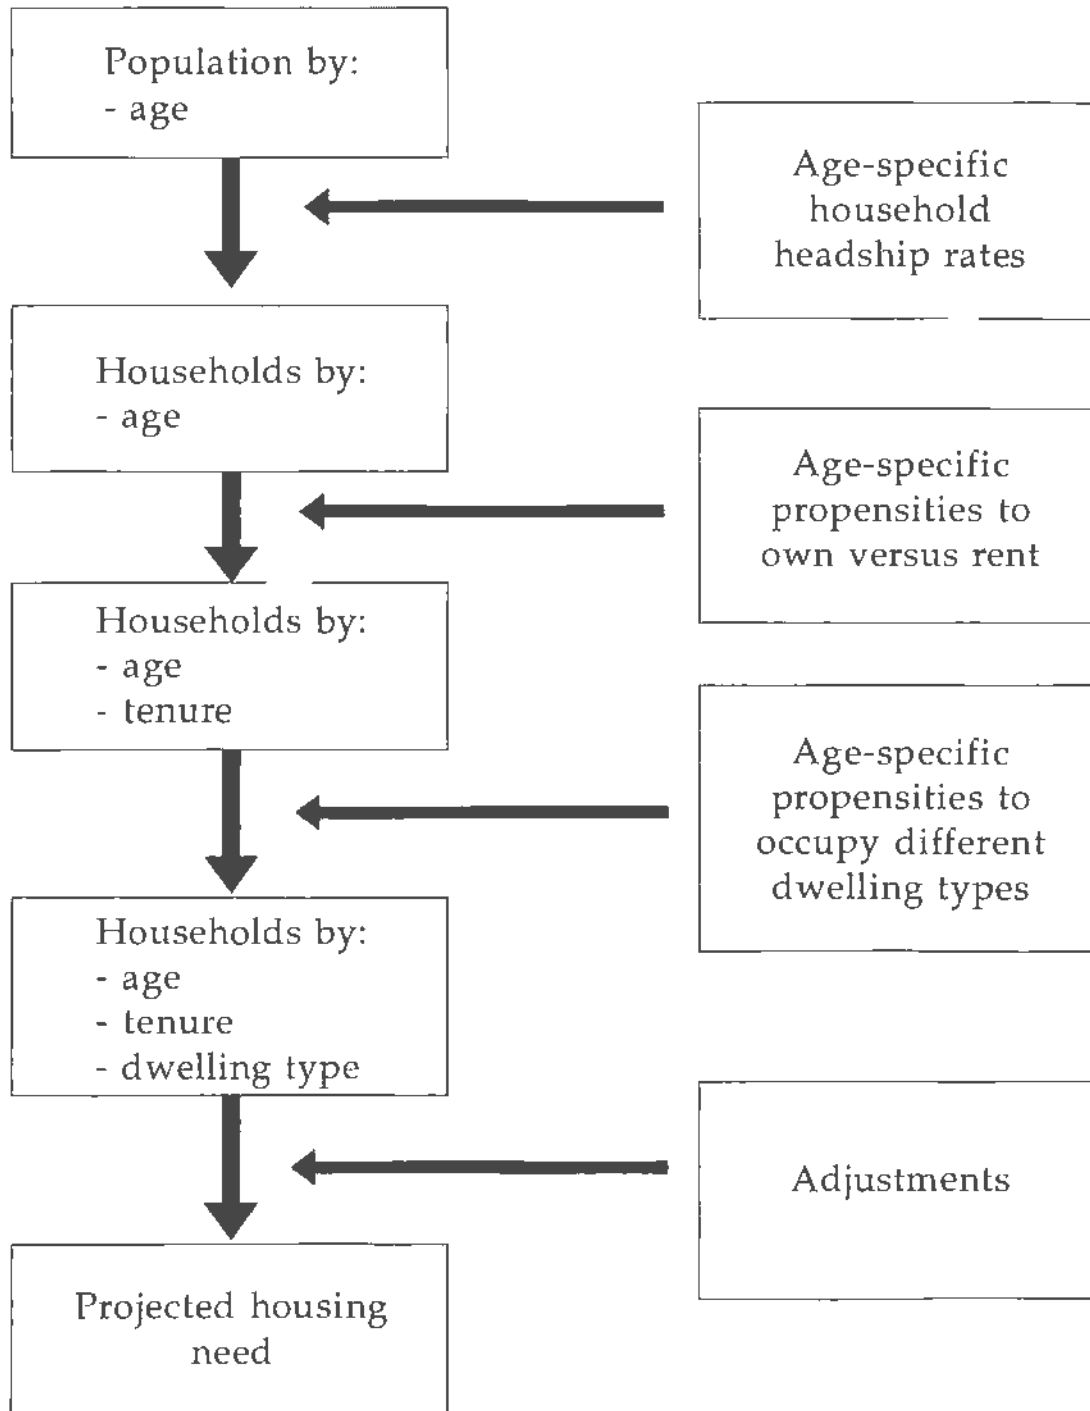 Population by:
- age
Age-specific
household
headship rates
Households by:
- age
Age-specific
propensities to
own versus rent
Households by:
- age
- tenure
Age-specific
propensities to
occupy different
dwelling types
Households by:
- age
- tenure
- dwelling type
Adjustments
Projected housing
need